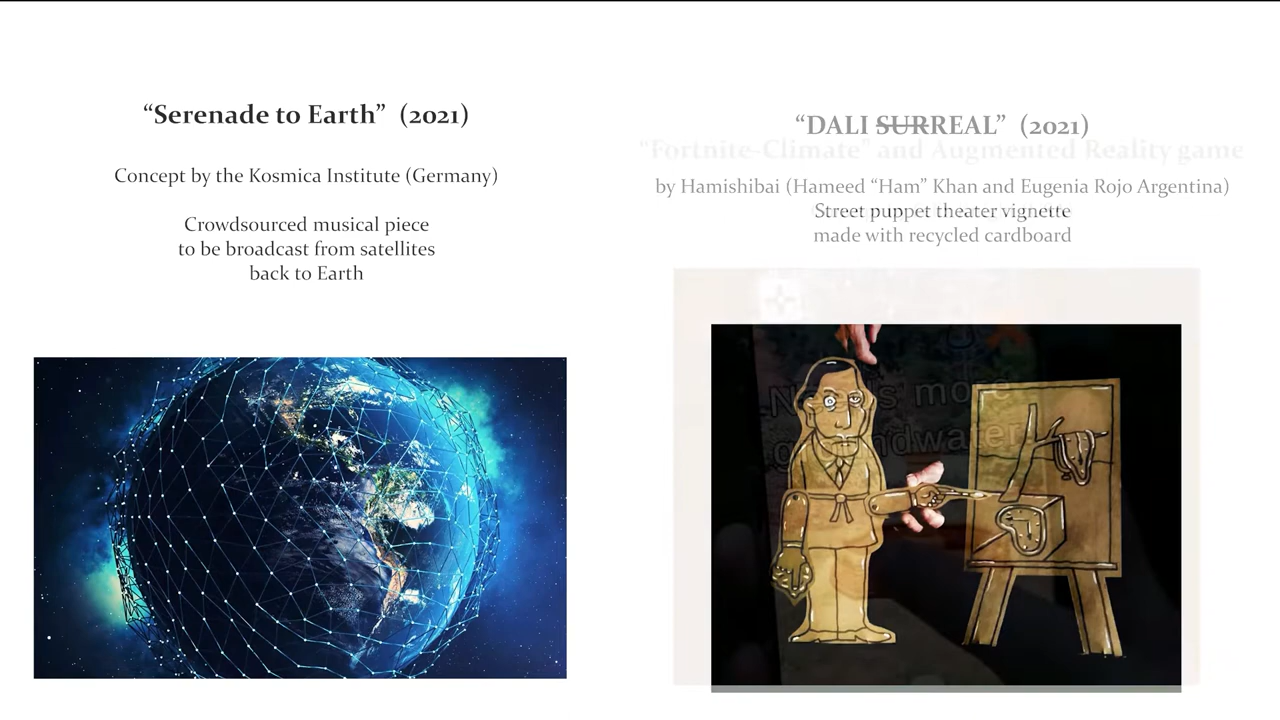 “Serenade to Earth” (2021)
Concept by the Kosmica Institute (Germany)
Crowdsourced musical piece
to be broadcast from satellites
back to Earth
“DALI SURREAL” (2021)
“Fortnite-Climate” and Augmented Reality game
by Hamishibai (Hameed “Ham” Khan and Eugenia Rojo Argentina)
Street puppet theater vignette
made with recycled cardboard
more
groundwater